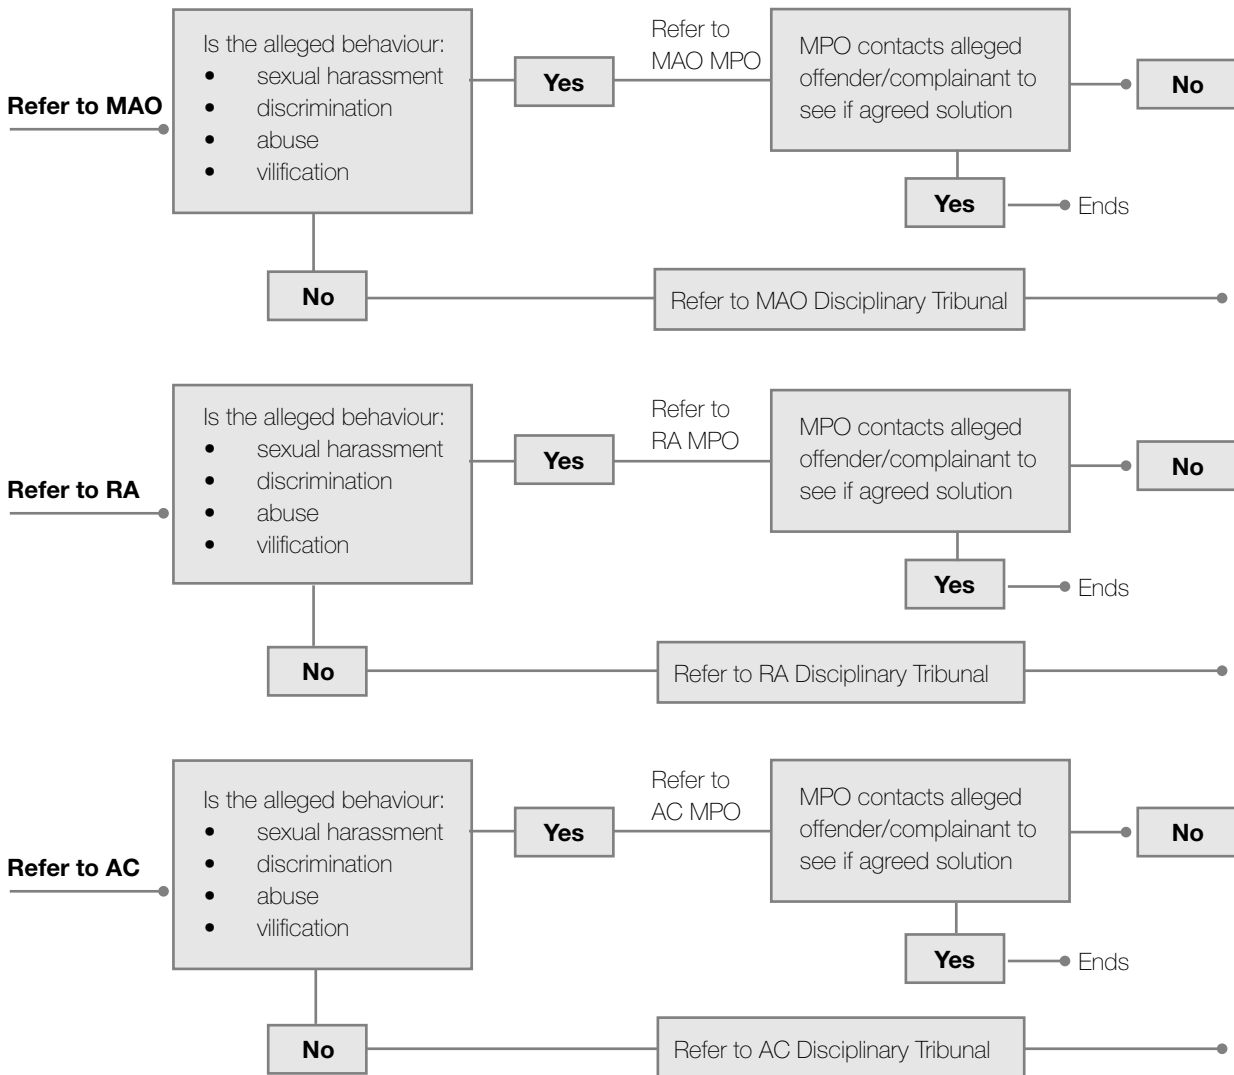 Refer to MAO
Is the alleged behaviour:
• sexual harassment
• discrimination
• abuse
• vilification
Yes
Refer to
MAO MPO
MPO contacts alleged
offender/complainant to
see if agreed solution
No
Yes
Ends
No
Refer to MAO Disciplinary Tribunal
Refer to RA
Is the alleged behaviour:
• sexual harassment
• discrimination
• abuse
• vilification
Yes
Refer to
RA MPO
MPO contacts alleged
offender/complainant to
see if agreed solution
No
Yes
Ends
No
Refer to RA Disciplinary Tribunal
Refer to AC
Is the alleged behaviour:
• sexual harassment
• discrimination
• abuse
• vilification
Yes
Refer to
AC MPO
MPO contacts alleged
offender/complainant to
see if agreed solution
No
Yes
Ends
No
Refer to AC Disciplinary Tribunal